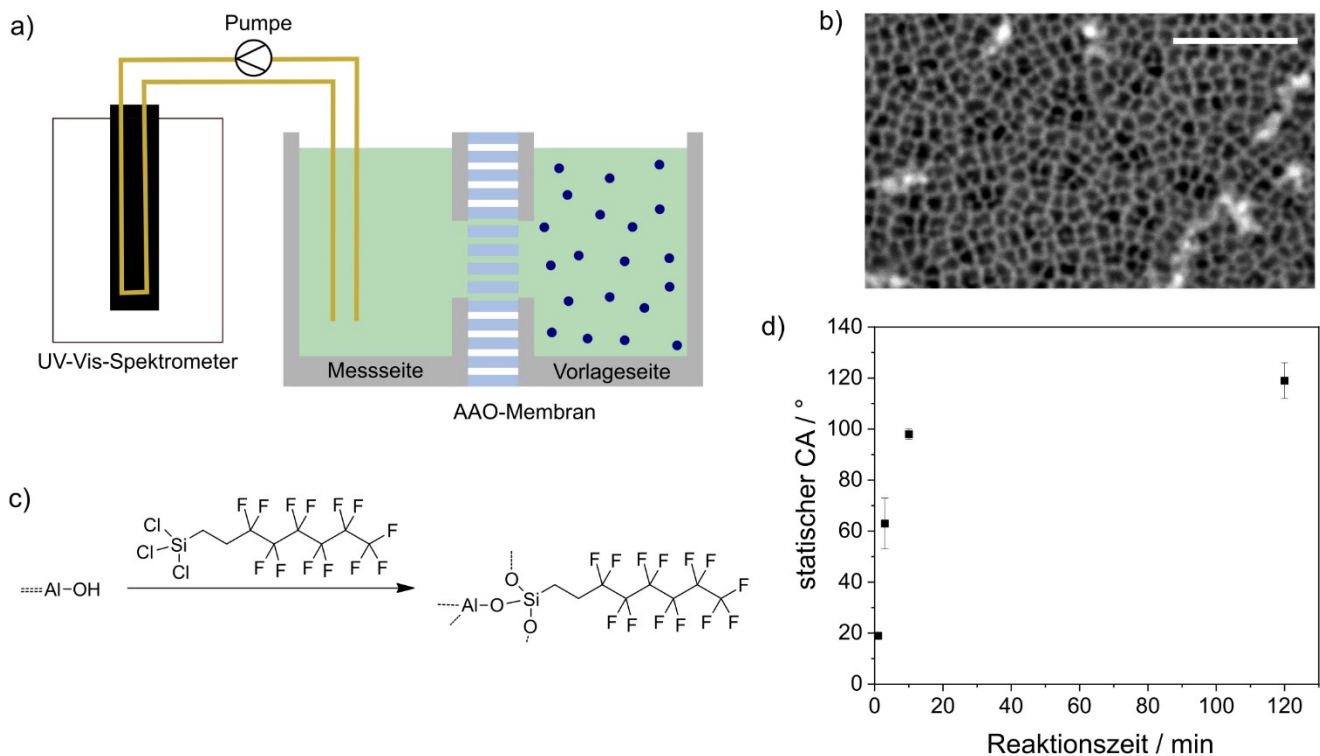 a)
Pumpe
UV-Vis-Spektrometer
Messseite
Vorlageseite
AAO-Membran
b)
c)
Al-OH
Cl
Cl
Cl
Si
F F F F F F
F
F F F F F F
O
Al-O
Si
O
F F F F F F
F
F F F F F F
d)
statischer CA / °
140
120
100
80
60
40
20
0
0 20 40 60 80 100 120
Reaktionszeit / min